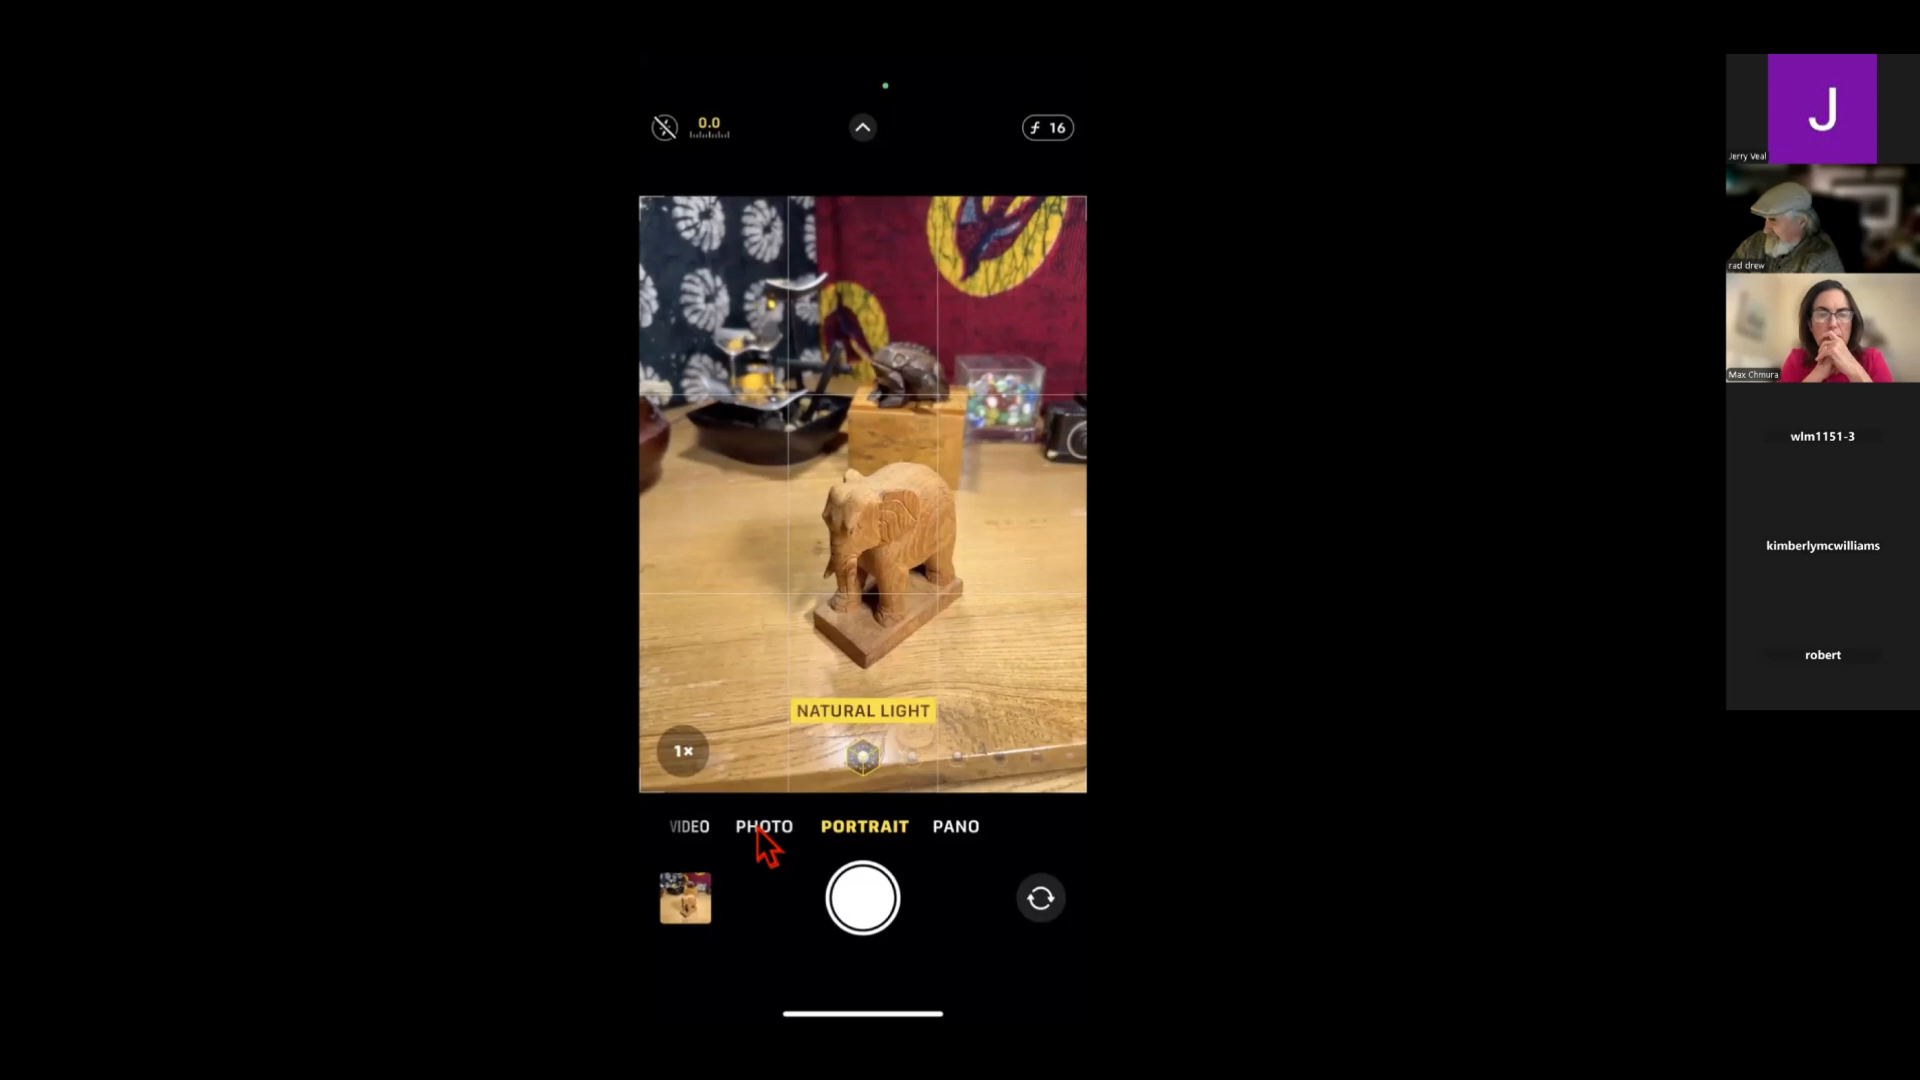 0.0
f 16
NATURAL LIGHT
1×
VIDEO PHOTO PORTRAIT PANO
J
Jerry Veal
rad drew
Max Chmura
wlm1151-3
kimberlymcwilliams
robert